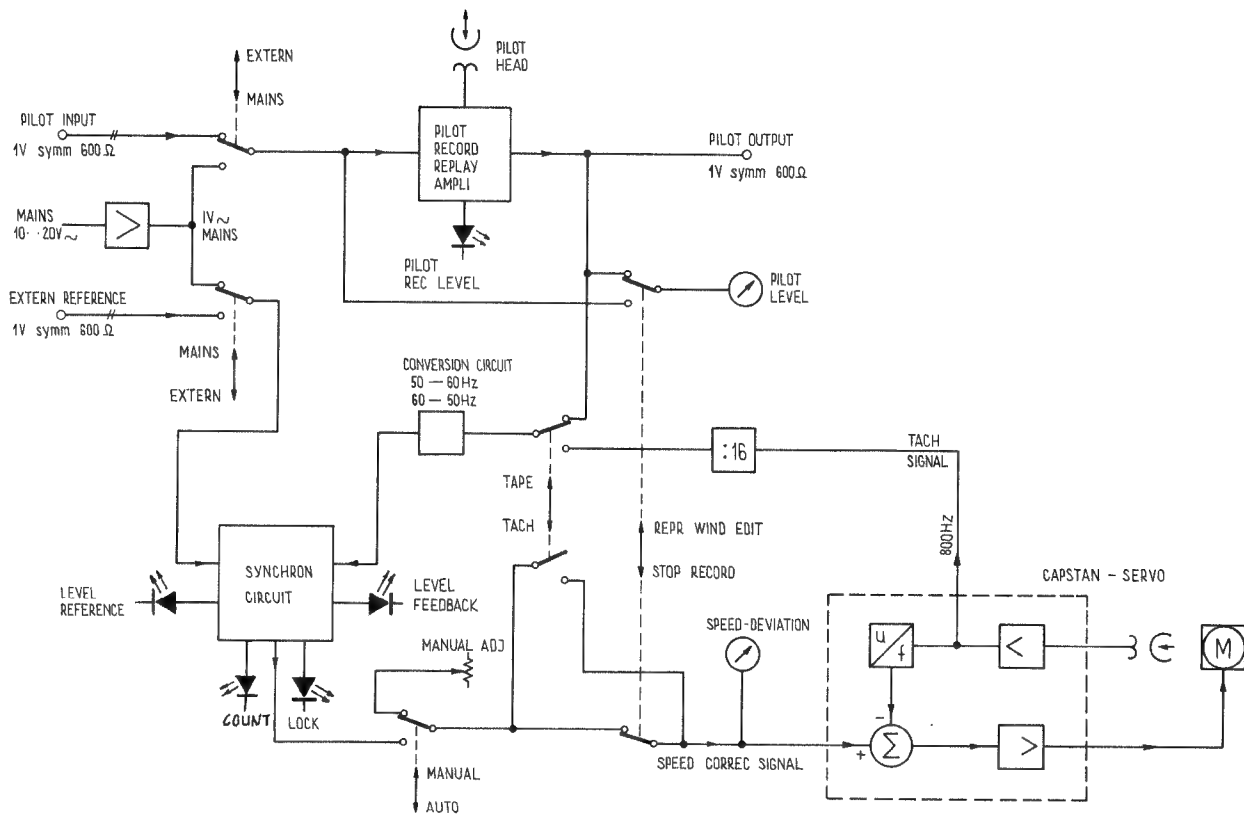 EXTERN
MAINS
PILOT
HEAD
PILOT INPUT
1V symm 600Ω
PILOT
RECORD
REPLAY
AMPLI
PILOT OUTPUT
1V symm 600Ω
MAINS
10··20V~
>
1V~
MAINS
PILOT
REC LEVEL
PILOT
LEVEL
EXTERN REFERENCE
1V symm 600Ω
MAINS
EXTERN
CONVERSION CIRCUIT
50 — 60Hz
60 — 50Hz
:16
TACH
SIGNAL
TAPE
TACH
REPR WIND EDIT
STOP RECORD
800Hz
SYNCHRON
CIRCUIT
LEVEL
REFERENCE
LEVEL
FEEDBACK
CAPSTAN - SERVO
MANUAL ADJ
SPEED-DEVIATION
u
f
<
M
COUNT
LOCK
-
+
Σ
>
SPEED CORREC SIGNAL
MANUAL
AUTO